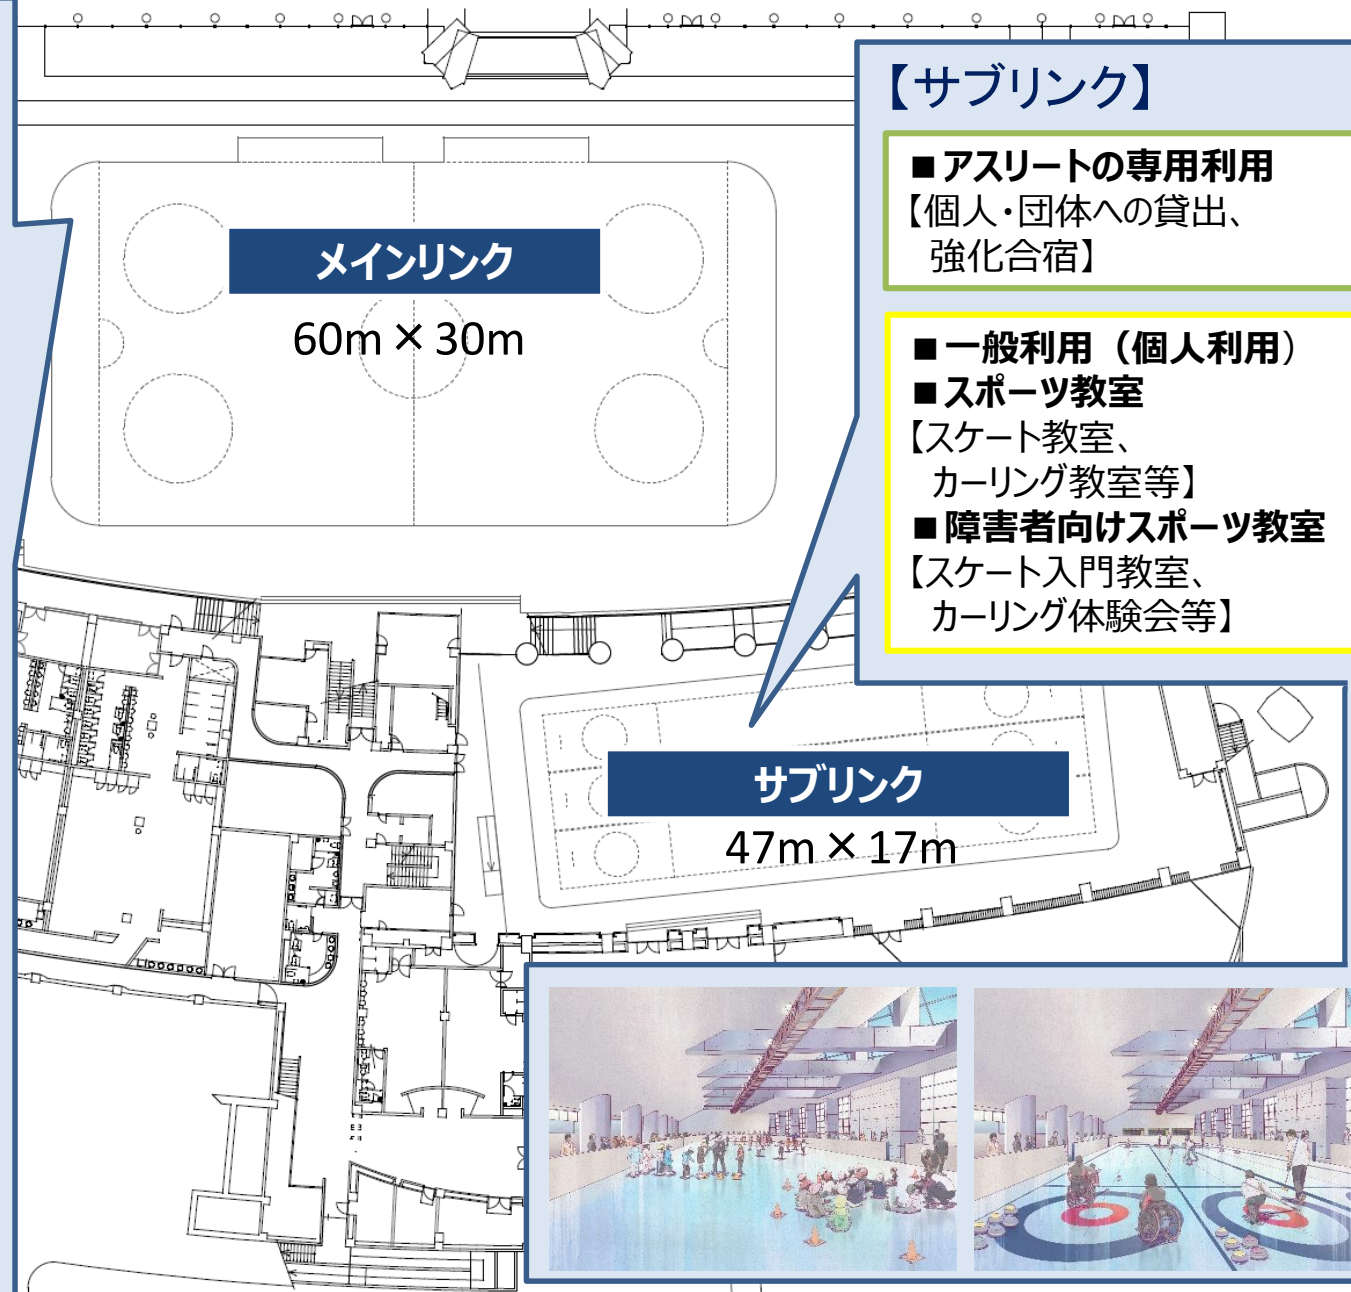 メインリンク
60m×30m
【サブリンク】
■アスリートの専用利用
【個人・団体への貸出、
強化合宿】
■一般利用（個人利用）
■スポーツ教室
【スケート教室、
カーリング教室等】
■障害者向けスポーツ教室
【スケート入門教室、
カーリング体験会等】
サブリンク
47m×17m